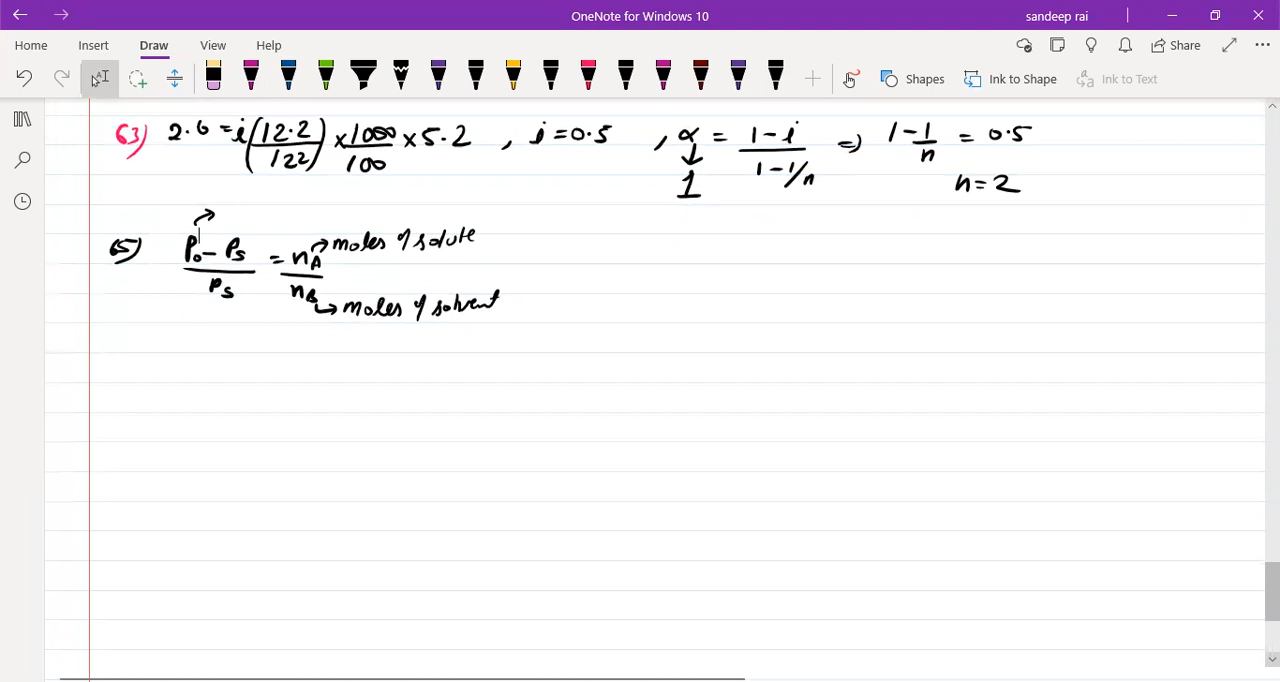 OneNote for Windows 10
sandeep rai
Home Insert Draw View Help
Share
Shapes Ink to Shape Ink to Text
63) 2.6 = i(12.2/122) × 1000/100 × 5.2 , i = 0.5 , α = 1 - i / 1 - 1/n => 1 - 1/n = 0.5
1
n = 2
65) P₀ - Ps / Ps = nA / nB
moles of solute
moles of solvent